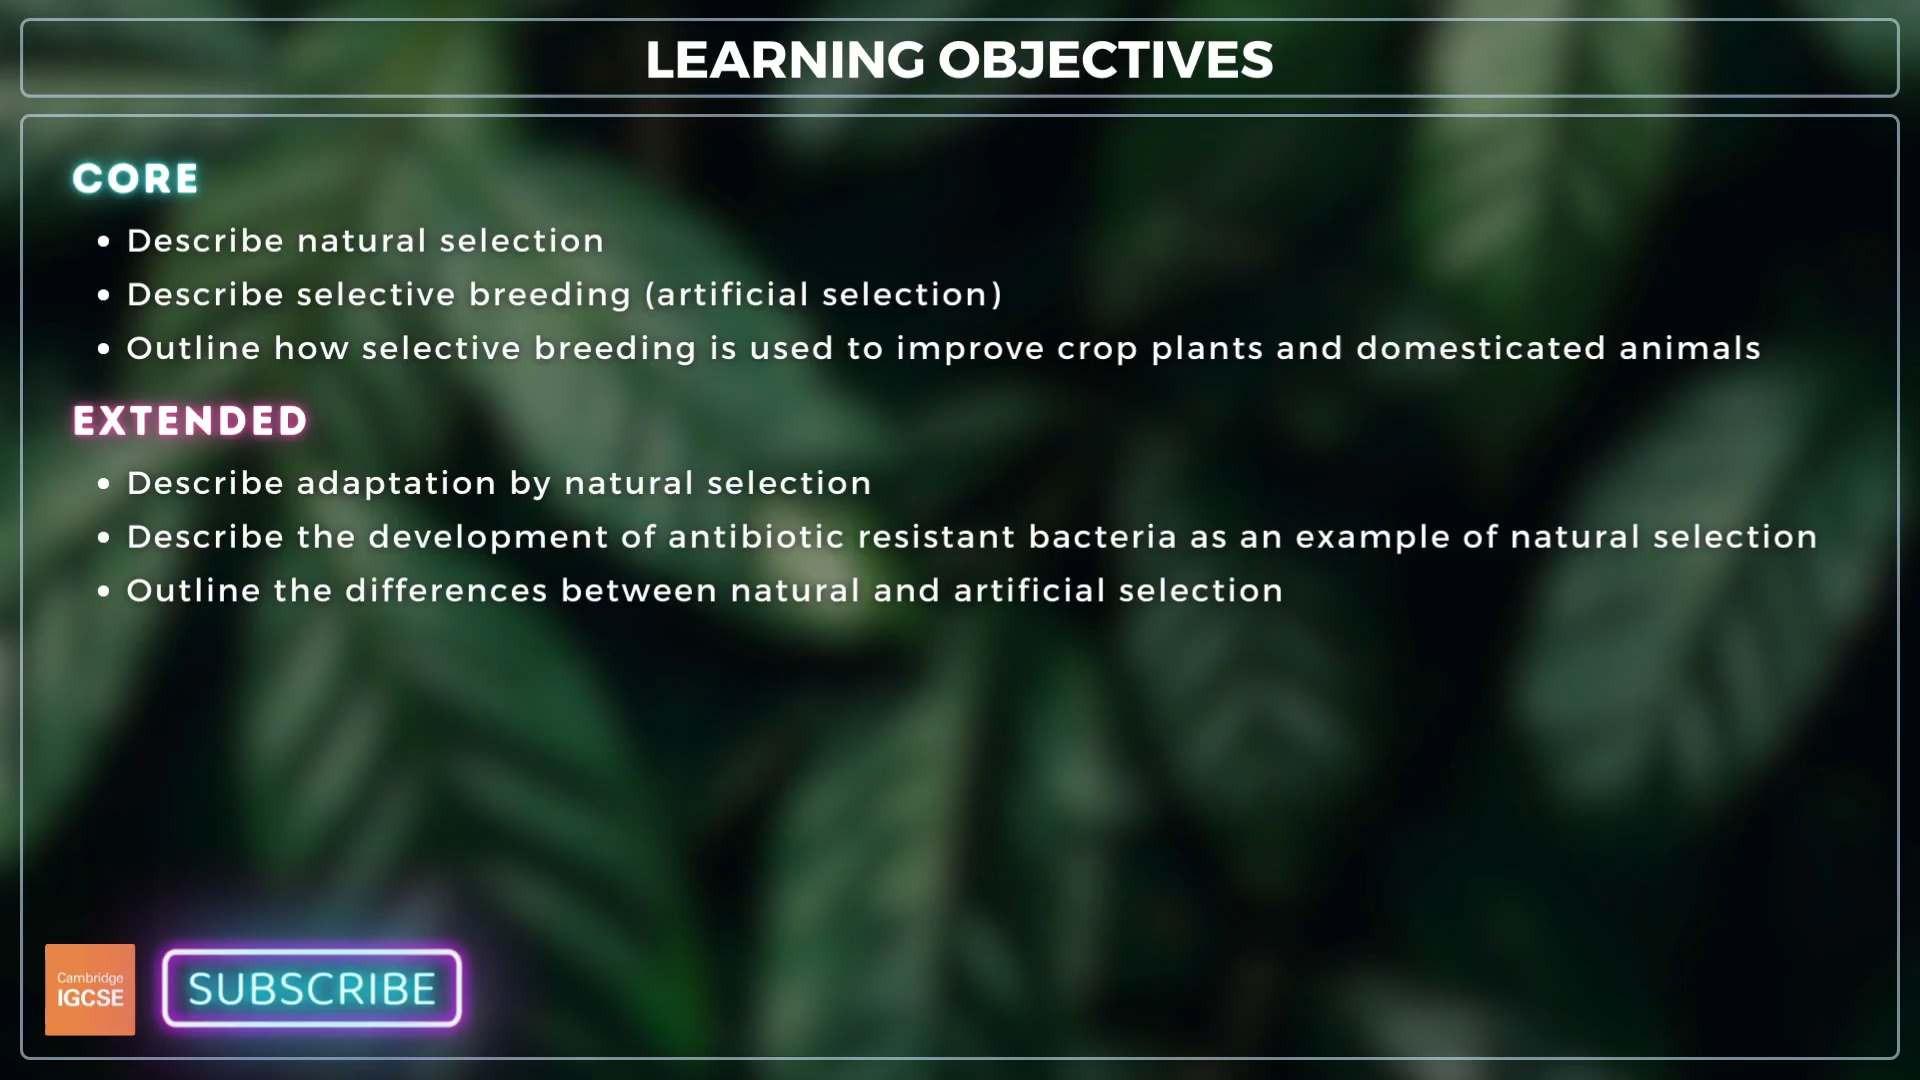 LEARNING OBJECTIVES
CORE
• Describe natural selection
• Describe selective breeding (artificial selection)
• Outline how selective breeding is used to improve crop plants and domesticated animals
EXTENDED
• Describe adaptation by natural selection
• Describe the development of antibiotic resistant bacteria as an example of natural selection
• Outline the differences between natural and artificial selection
Cambridge
IGCSE
SUBSCRIBE